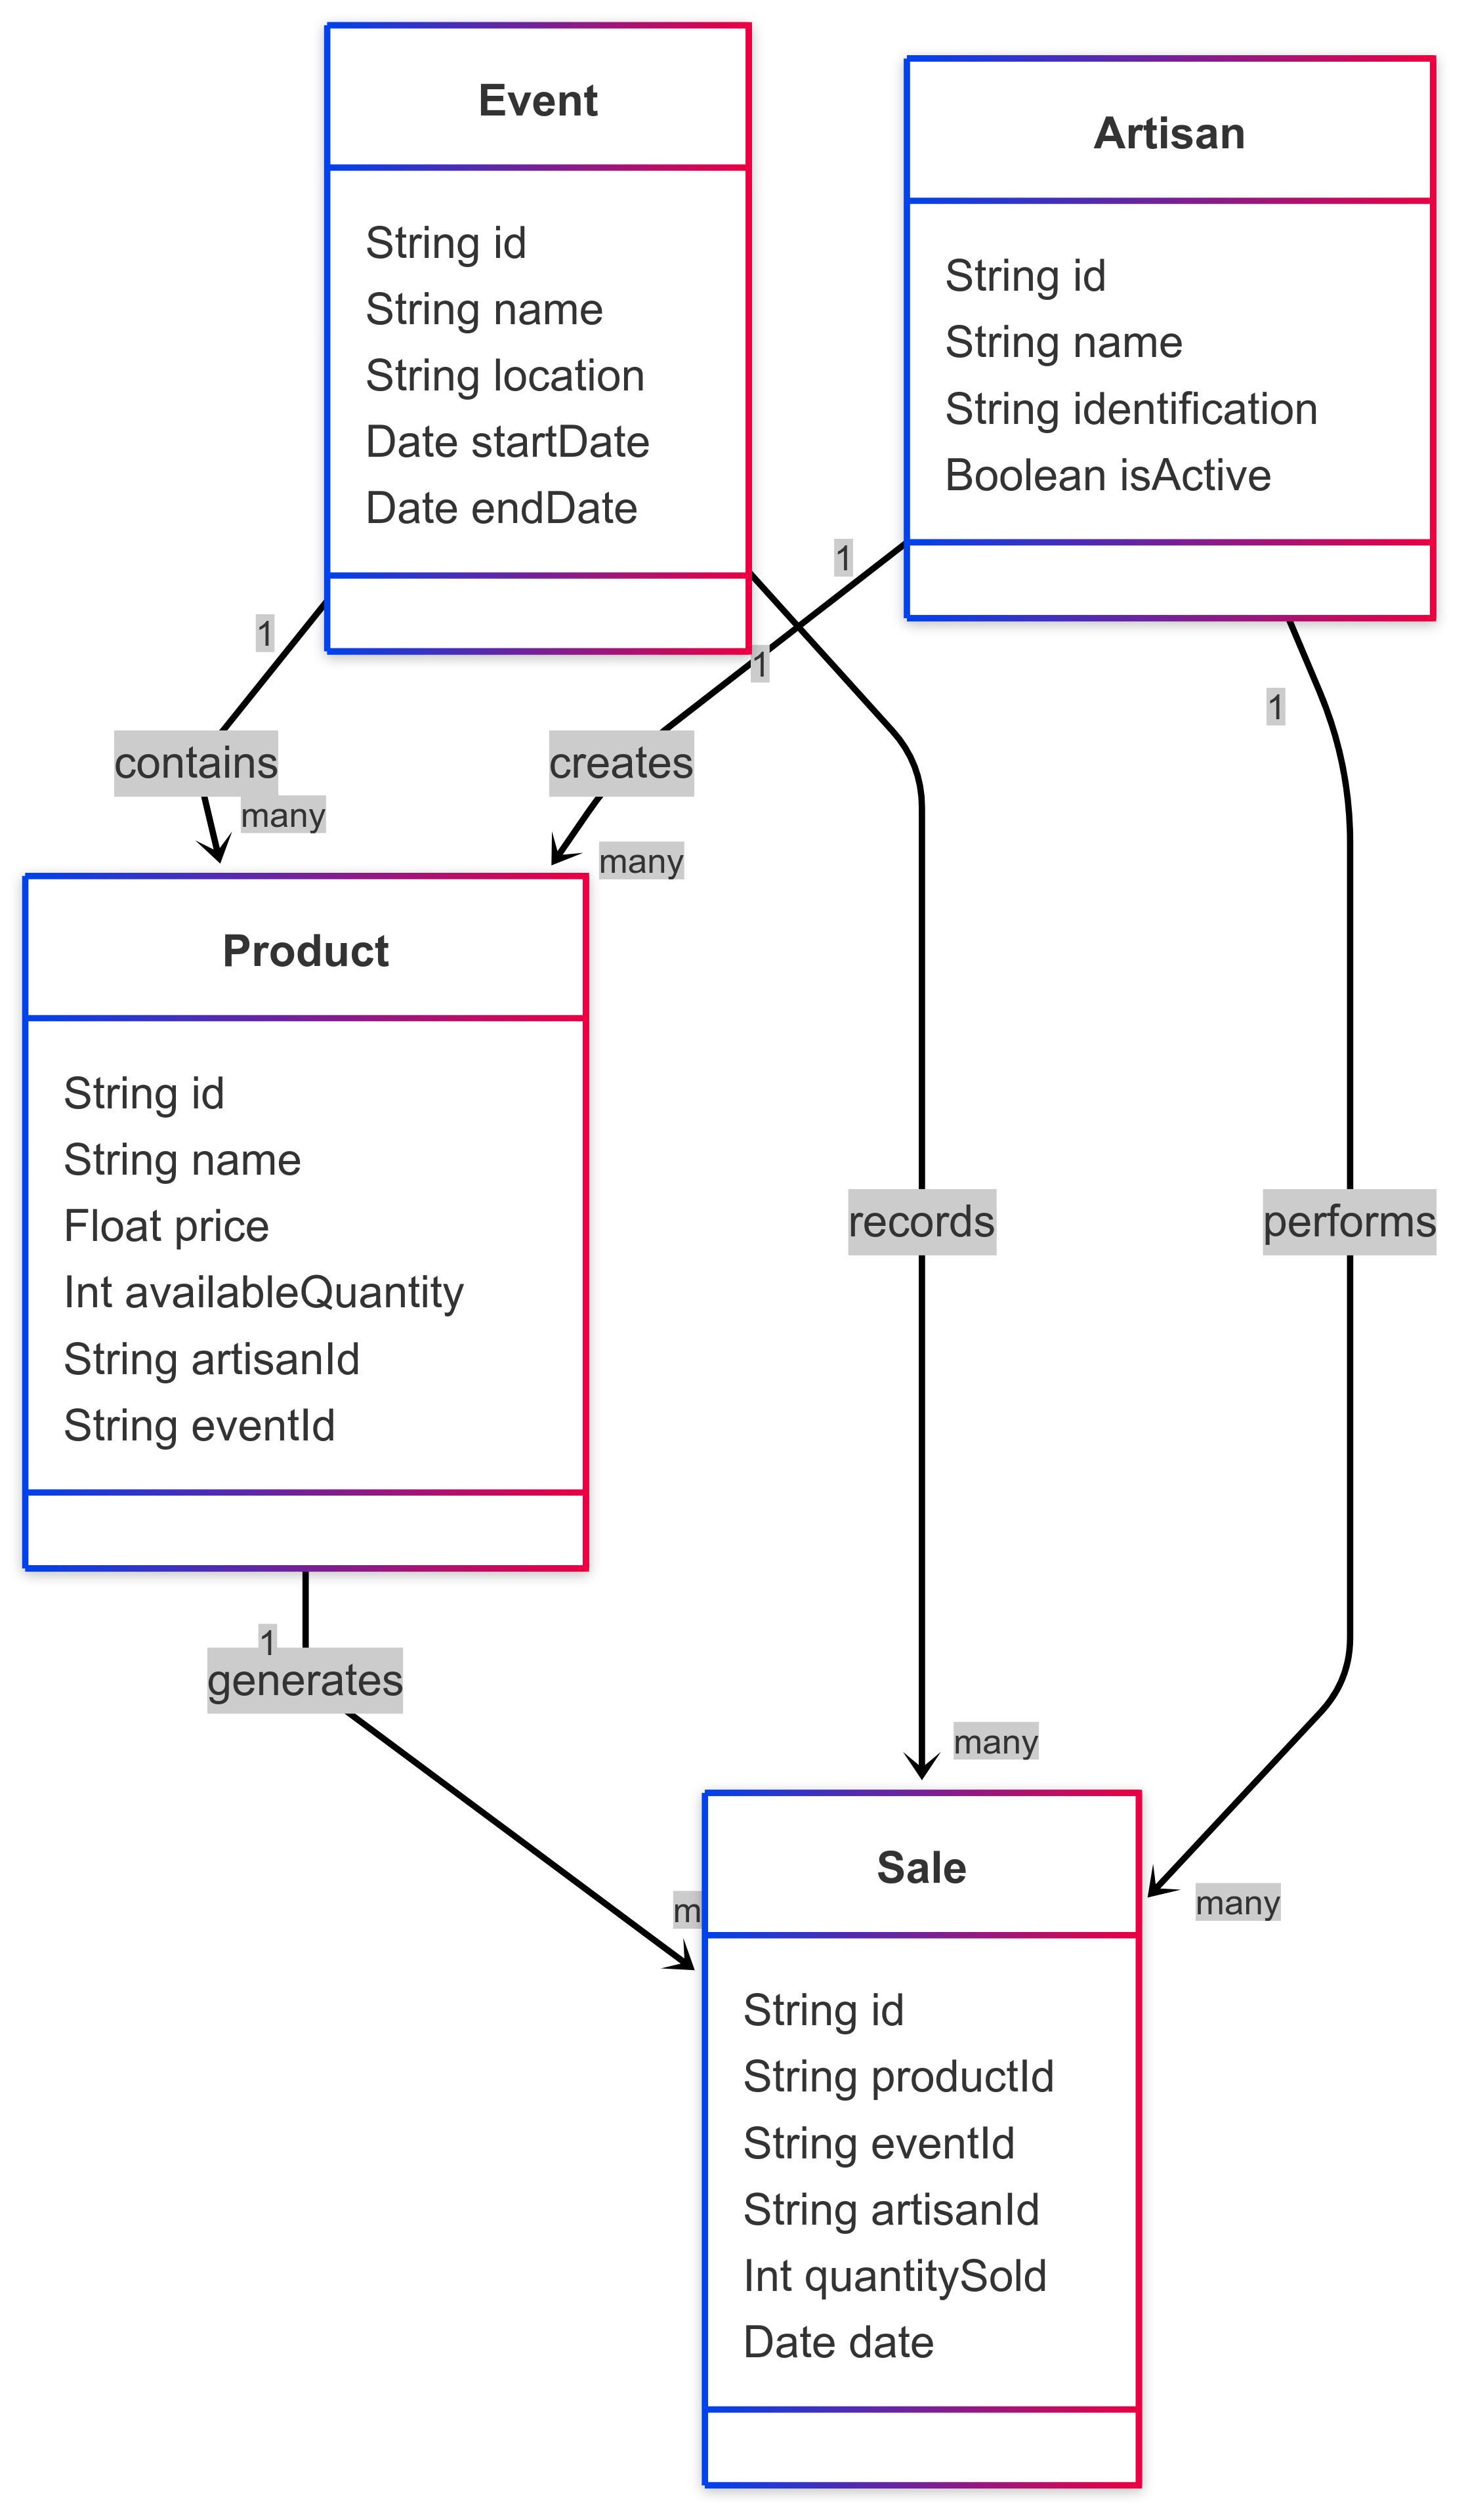 Event
String id
String name
String location
Date startDate
Date endDate
Artisan
String id
String name
String identification
Boolean isActive
1
1
1
1
contains
many
creates
many
Product
String id
String name
Float price
Int availableQuantity
String artisanId
String eventId
records
performs
1
generates
many
m
many
Sale
String id
String productId
String eventId
String artisanId
Int quantitySold
Date date